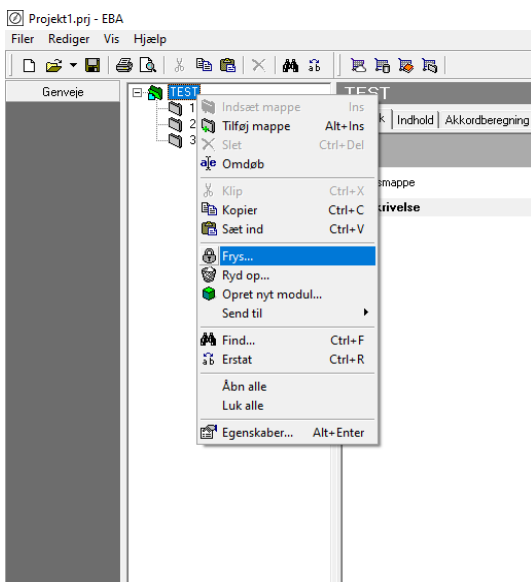 Projekt1.prj - EBA
Filer Rediger Vis Hjælp
Genveje
TEST
1
2
3
TEST
Indhold Akkordberegning
Indsæt mappe Ins
Tilføj mappe Alt+Ins
Slet Ctrl+Del
Omdøb
Klip Ctrl+X
Kopier Ctrl+C
Sæt ind Ctrl+V
Frys...
Ryd op...
Opret nyt modul...
Send til
Find... Ctrl+F
Erstat Ctrl+R
Åbn alle
Luk alle
Egenskaber... Alt+Enter